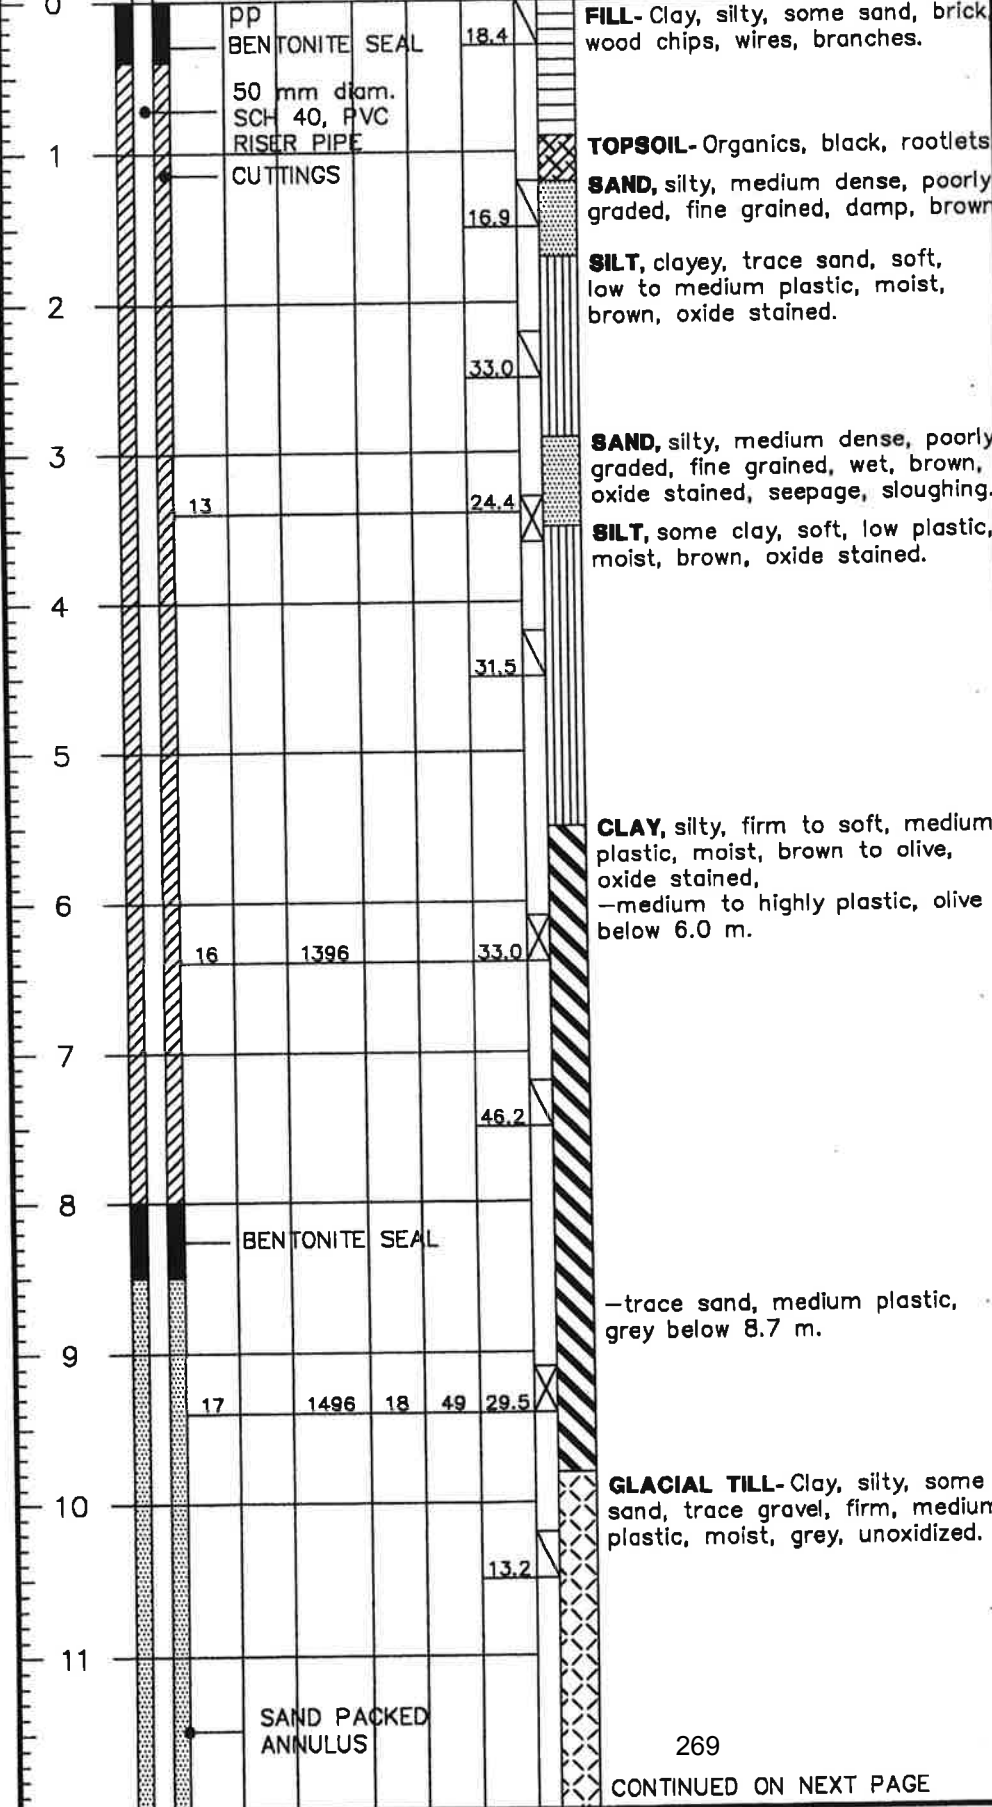 0
pp
BENTONITE SEAL
18.4
FILL- Clay, silty, some sand, brick,
wood chips, wires, branches.
50 mm diam.
SCH 40, PVC
RISER PIPE
1
CUTTINGS
TOPSOIL- Organics, black, rootlets
SAND, silty, medium dense, poorly
graded, fine grained, damp, brown
16.9
SILT, clayey, trace sand, soft,
low to medium plastic, moist,
brown, oxide stained.
2
33.0
3
SAND, silty, medium dense, poorly
graded, fine grained, wet, brown,
oxide stained, seepage, sloughing.
13
24.4
SILT, some clay, soft, low plastic,
moist, brown, oxide stained.
4
31.5
5
CLAY, silty, firm to soft, medium
plastic, moist, brown to olive,
oxide stained,
—medium to highly plastic, olive
below 6.0 m.
6
16 1396 33.0
7
46.2
8
BENTONITE SEAL
—trace sand, medium plastic,
grey below 8.7 m.
9
17 1496 18 49 29.5
GLACIAL TILL- Clay, silty, some
sand, trace gravel, firm, medium
plastic, moist, grey, unoxidized.
10
13.2
11
SAND PACKED
ANNULUS
269
CONTINUED ON NEXT PAGE